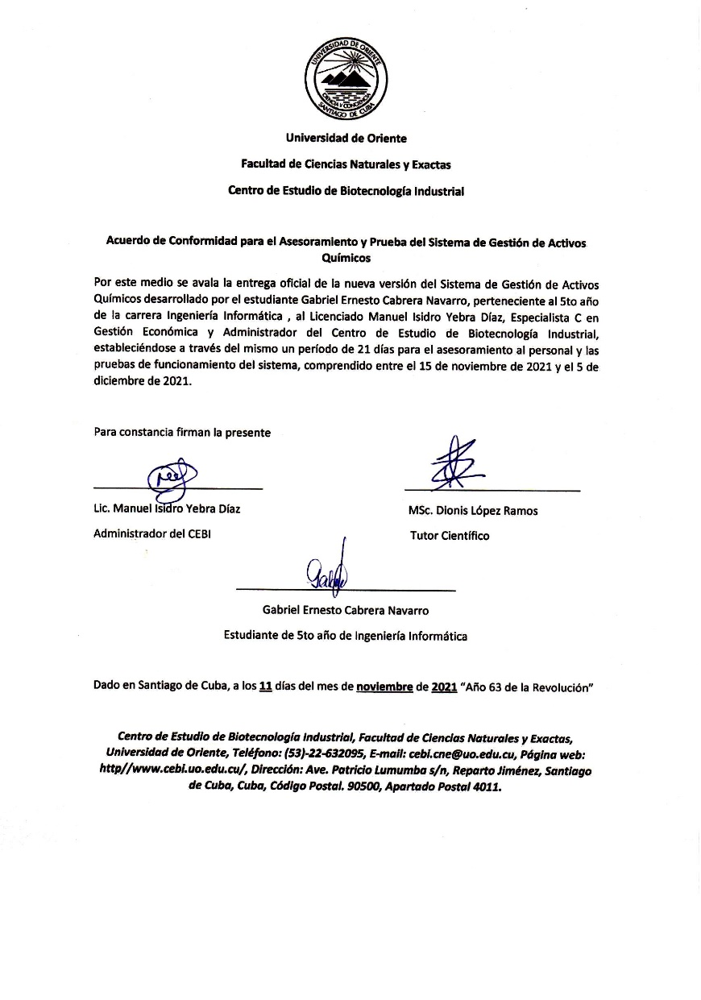 UNIVERSIDAD DE ORIENTE
CIENCIA Y CONCIENCIA
SANTIAGO DE CUBA
Universidad de Oriente
Facultad de Ciencias Naturales y Exactas
Centro de Estudio de Biotecnología Industrial
Acuerdo de Conformidad para el Asesoramiento y Prueba del Sistema de Gestión de Activos
Químicos
Por este medio se avala la entrega oficial de la nueva versión del Sistema de Gestión de Activos
Químicos desarrollado por el estudiante Gabriel Ernesto Cabrera Navarro, perteneciente al 5to año
de la carrera Ingeniería Informática , al Licenciado Manuel Isidro Yebra Díaz, Especialista C en
Gestión Económica y Administrador del Centro de Estudio de Biotecnología Industrial,
estableciéndose a través del mismo un período de 21 días para el asesoramiento al personal y las
pruebas de funcionamiento del sistema, comprendido entre el 15 de noviembre de 2021 y el 5 de
diciembre de 2021.
Para constancia firman la presente
Lic. Manuel Isidro Yebra Díaz
MSc. Dionis López Ramos
Administrador del CEBI
Tutor Científico
Gabriel Ernesto Cabrera Navarro
Estudiante de 5to año de Ingeniería Informática
Dado en Santiago de Cuba, a los 11 días del mes de noviembre de 2021 "Año 63 de la Revolución"
Centro de Estudio de Biotecnología Industrial, Facultad de Ciencias Naturales y Exactas,
Universidad de Oriente, Teléfono: (53)-22-632095, E-mail: cebi.cne@uo.edu.cu, Página web:
http//www.cebi.uo.edu.cu/, Dirección: Ave. Patricio Lumumba s/n, Reparto Jiménez, Santiago
de Cuba, Cuba, Código Postal. 90500, Apartado Postal 4011.